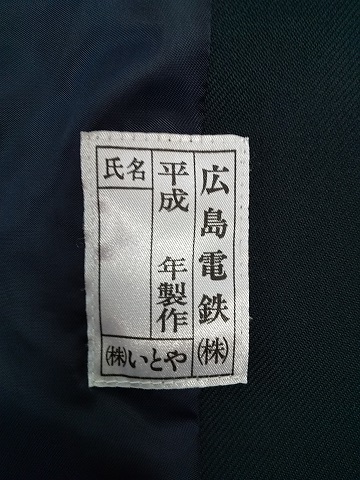 広島電鉄㈱
平成　年製作
氏名
㈱いとや